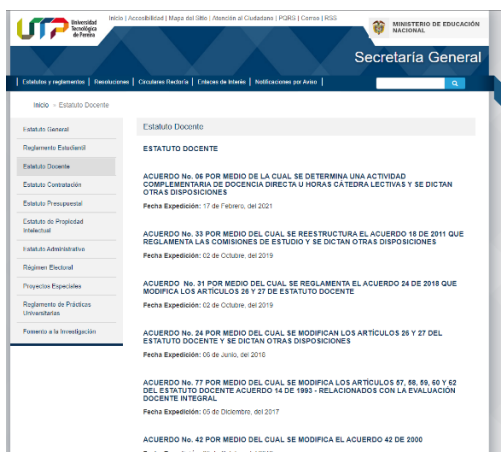 Inicio | Accesibilidad | Mapa del Sitio | Atención al Ciudadano | PQRS | Correo | RSS
UTP Universidad
Tecnológica
de Pereira
MINISTERIO DE EDUCACIÓN
NACIONAL
Secretaría General
| Estatutos y reglamentos | Resoluciones | Circulares Rectoría | Enlaces de Interés | Notificaciones por Aviso |
Inicio - Estatuto Docente
Estatuto General
Reglamento Estudiantil
Estatuto Docente
Estatuto Contratación
Estatuto Presupuestal
Estatuto de Propiedad
Intelectual
Estatuto Administrativo
Régimen Electoral
Proyectos Especiales
Reglamento de Prácticas
Universitarias
Fomento a la Investigación
Estatuto Docente
ESTATUTO DOCENTE
ACUERDO No. 06 POR MEDIO DE LA CUAL SE DETERMINA UNA ACTIVIDAD
COMPLEMENTARIA DE DOCENCIA DIRECTA U HORAS CÁTEDRA LECTIVAS Y SE DICTAN
OTRAS DISPOSICIONES
Fecha Expedición: 17 de Febrero, del 2021
ACUERDO No. 33 POR MEDIO DEL CUAL SE REESTRUCTURA EL ACUERDO 18 DE 2011 QUE
REGLAMENTA LAS COMISIONES DE ESTUDIO Y SE DICTAN OTRAS DISPOSICIONES
Fecha Expedición: 02 de Octubre, del 2019
ACUERDO No. 31 POR MEDIO DEL CUAL SE REGLAMENTA EL ACUERDO 24 DE 2018 QUE
MODIFICA LOS ARTÍCULOS 26 Y 27 DE ESTATUTO DOCENTE
Fecha Expedición: 02 de Octubre, del 2019
ACUERDO No. 24 POR MEDIO DEL CUAL SE MODIFICAN LOS ARTÍCULOS 26 Y 27 DEL
ESTATUTO DOCENTE Y SE DICTAN OTRAS DISPOSICIONES
Fecha Expedición: 06 de Junio, del
ACUERDO No. 77 POR MEDIO DEL CUAL SE MODIFICA LOS ARTÍCULOS 57, 58, 59, 60 Y 62
DEL ESTATUTO DOCENTE ACUERDO 14 DE 1993 - RELACIONADOS CON LA EVALUACIÓN
DOCENTE INTEGRAL
Fecha Expedición: 05 de Diciembre, del 2017
ACUERDO No. 42 POR MEDIO DEL CUAL SE MODIFICA EL ACUERDO 42 DE 2000